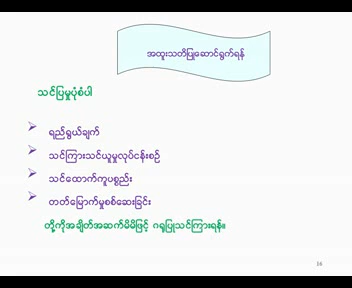 အထူးသတိပြုဆောင်ရွက်ရန်
သင်ပြမှုပုံစံပါ
ရည်ရွယ်ချက်
သင်ကြားသင်ယူမှုလုပ်ငန်းစဉ်
သင်ထောက်ကူပစ္စည်း
တတ်မြောက်မှုစစ်ဆေးခြင်း
တို့ကိုအချိတ်အဆက်မိမိဖြင့် ဂရုပြုသင်ကြားရန်။
36